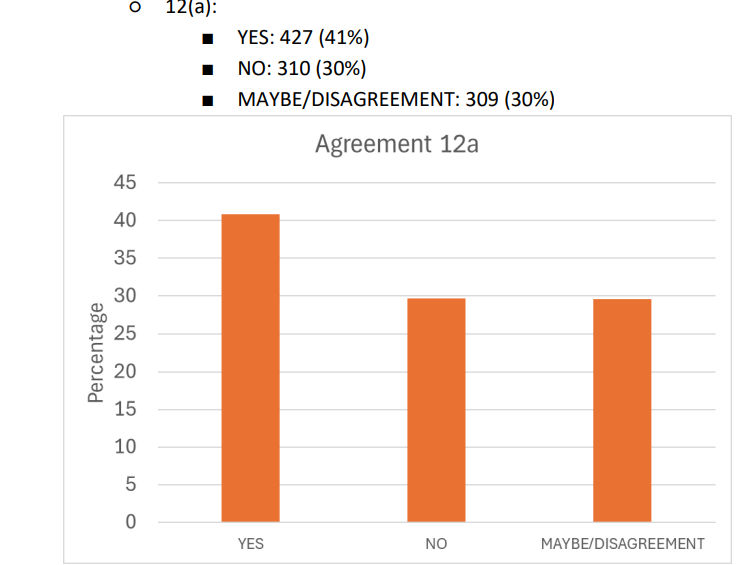 ○ 12(a):
■ YES: 427 (41%)
■ NO: 310 (30%)
■ MAYBE/DISAGREEMENT: 309 (30%)
Agreement 12a
45
40
35
30
25
20
15
10
5
0
Percentage
YES NO MAYBE/DISAGREEMENT